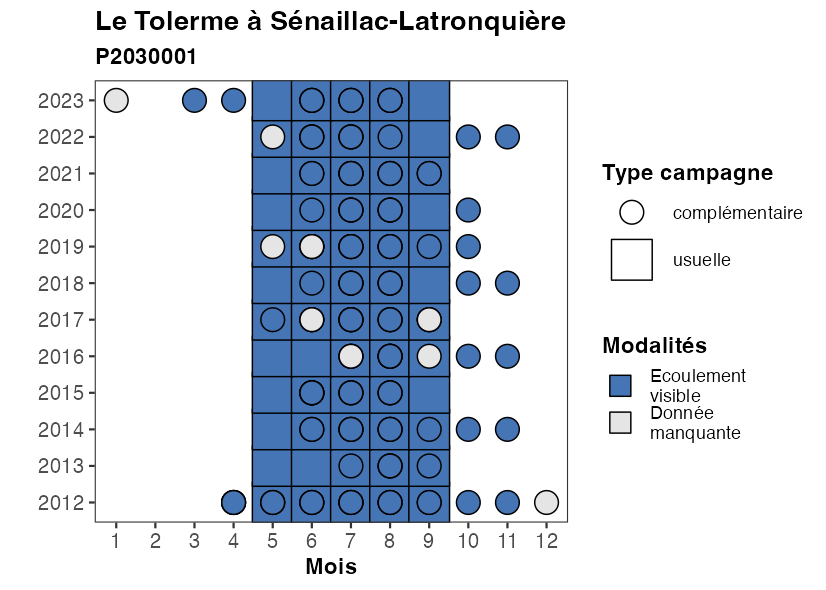 Le Tolerme à Sénaillac-Latronquière
P2030001
2023
2022
2021
2020
2019
2018
2017
2016
2015
2014
2013
2012
1 2 3 4 5 6 7 8 9 10 11 12
Mois
Type campagne
complémentaire
usuelle
Modalités
Ecoulement
visible
Donnée
manquante